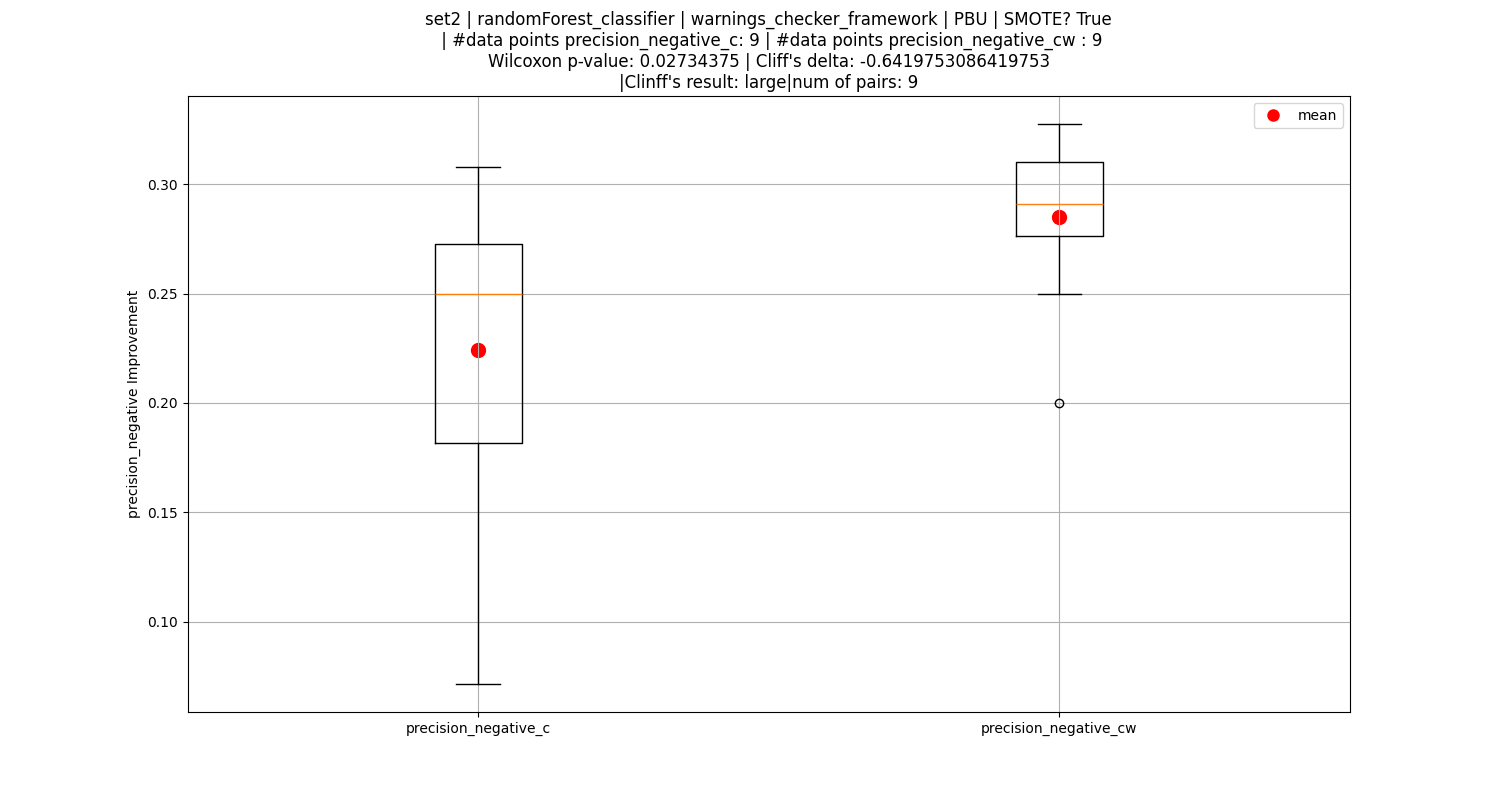 set2 | randomForest_classifier | warnings_checker_framework | PBU | SMOTE? True
| #data points precision_negative_c: 9 | #data points precision_negative_cw : 9
Wilcoxon p-value: 0.02734375 | Cliff's delta: -0.6419753086419753
|Clinff's result: large|num of pairs: 9
mean
0.30
0.25
0.20
0.15
0.10
precision_negative Improvement
precision_negative_c
precision_negative_cw